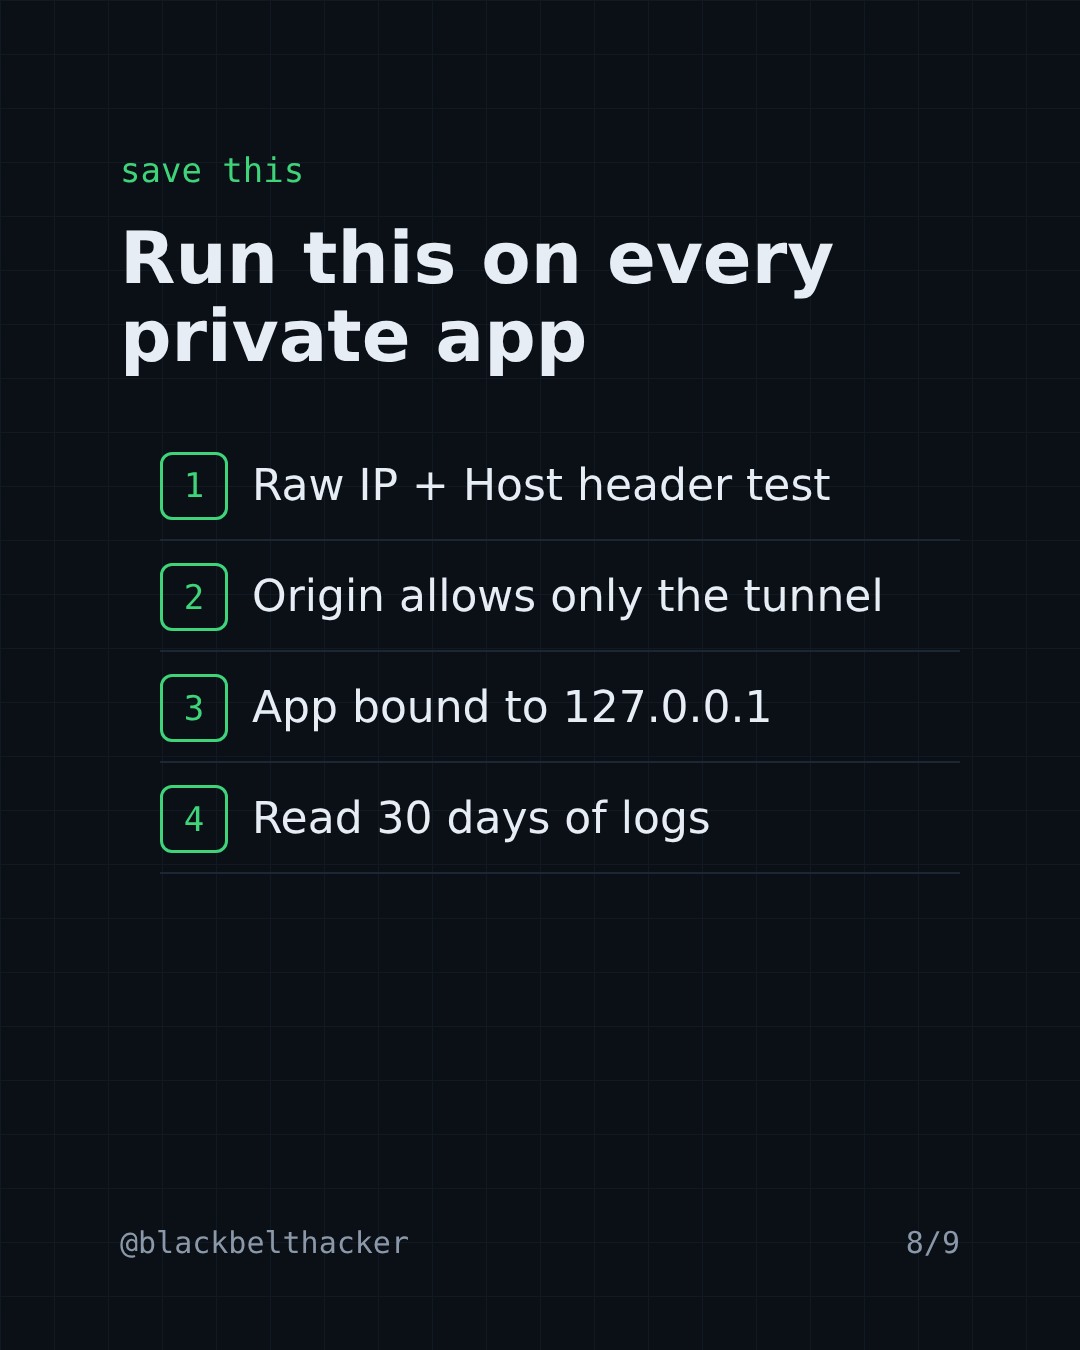 save this
Run this on every
private app
1 Raw IP + Host header test
2 Origin allows only the tunnel
3 App bound to 127.0.0.1
4 Read 30 days of logs
@blackbelthacker 8/9